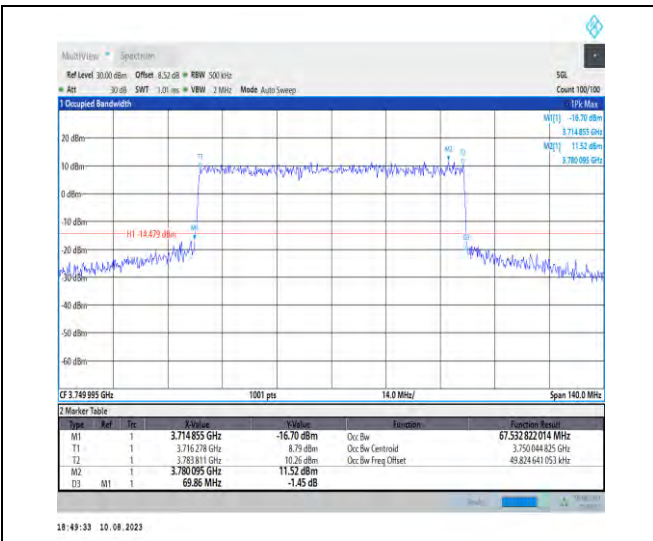 MultiView Spectrum
Ref Level 30.00 dBm Offset 8.52 dB RBW 500 kHz SGL
Att 30 dB SWT 1.01 ms VBW 2 MHz Mode Auto Sweep Count 100/100
1 Occupied Bandwidth 1Pk Max
M1[1] -16.70 dBm
3.714 855 GHz
M2[1] 11.52 dBm
3.780 095 GHz
20 dBm
M2
T2
T1
10 dBm
0 dBm
-10 dBm
M1
H1 -14.479 dBm
D3
-20 dBm
-30 dBm
-40 dBm
-50 dBm
-60 dBm
CF 3.749 995 GHz 1001 pts 14.0 MHz/ Span 140.0 MHz
2 Marker Table
Type Ref Trc X-Value Y-Value Function Function Result
M1 1 3.714 855 GHz -16.70 dBm Occ Bw 67.532 822 014 MHz
T1 1 3.716 278 GHz 8.79 dBm Occ Bw Centroid 3.750 044 825 GHz
T2 1 3.783 811 GHz 10.26 dBm Occ Bw Freq Offset 49.824 641 053 kHz
M2 1 3.780 095 GHz 11.52 dBm
D3 M1 1 69.86 MHz -1.45 dB
18:49:33 10.08.2023